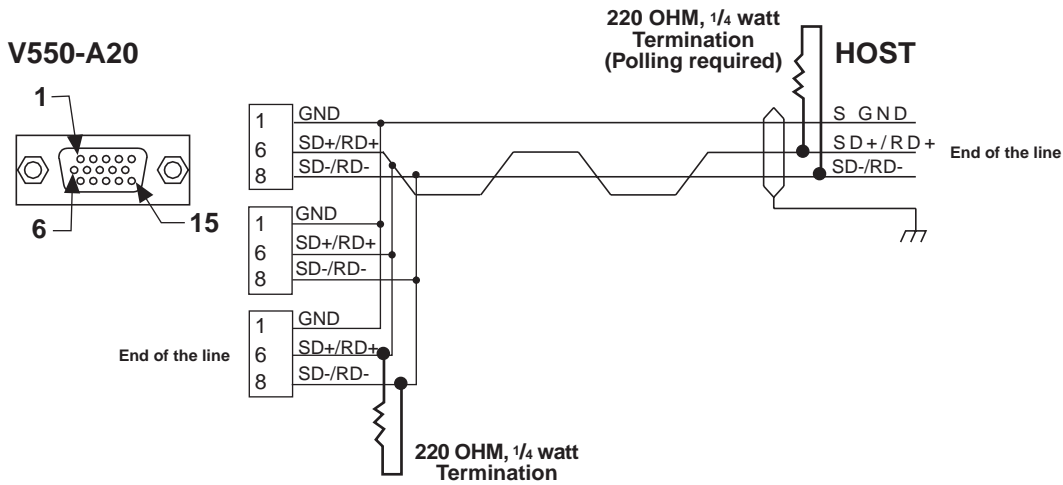 220 OHM, 1/4 watt
Termination
(Polling required)
V550-A20
HOST
1
6
15
1 GND
6 SD+/RD+
8 SD-/RD-
S GND
SD+/RD+
SD-/RD-
End of the line
1 GND
6 SD+/RD+
8 SD-/RD-
End of the line
1 GND
6 SD+/RD+
8 SD-/RD-
220 OHM, 1/4 watt
Termination